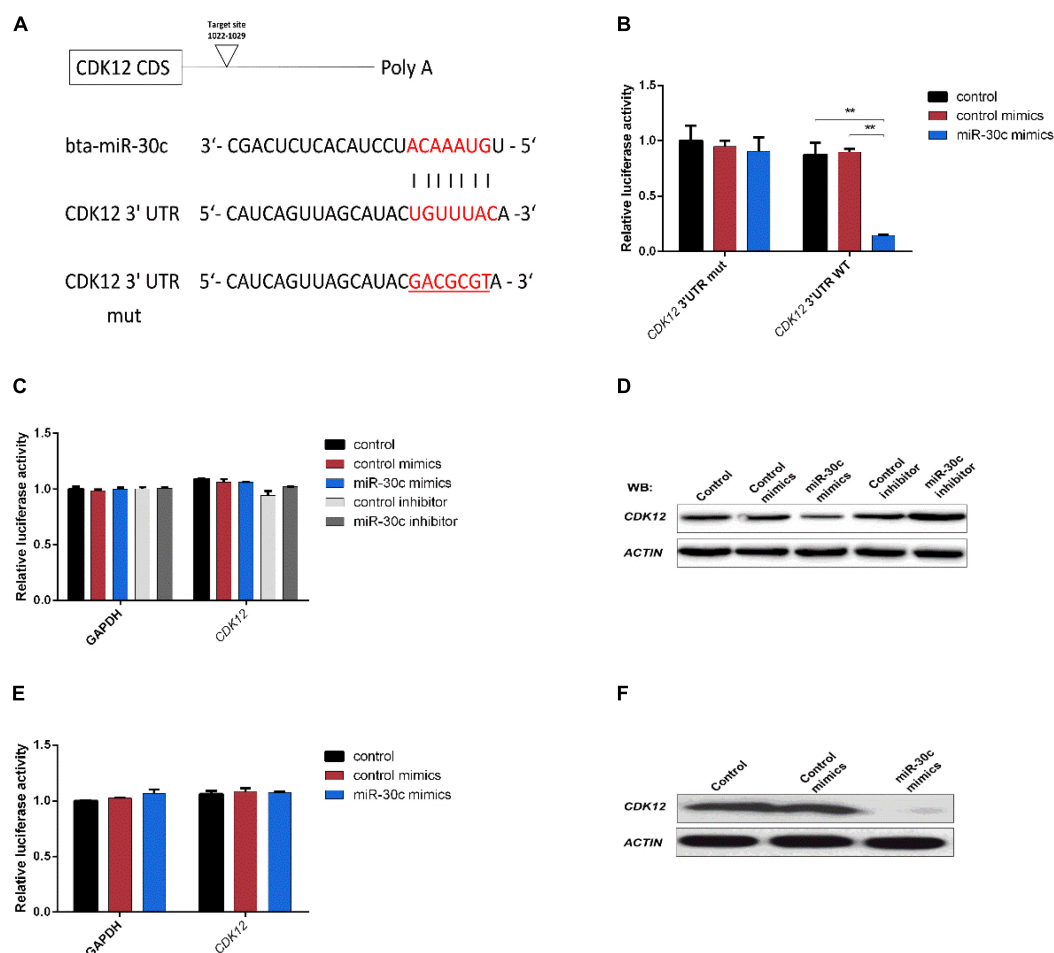 A
Target site
1022-1029
CDK12 CDS
Poly A
bta-miR-30c 3‘- CGACUCUCACAUCCUACAAAUGU - 5‘
CDK12 3' UTR 5‘- CAUCAGUUAGCAUACUGUUUACA -3‘
CDK12 3' UTR 5‘- CAUCAGUUAGCAUACGACGCGTA - 3‘
mut
B
Relative luciferase activity
1.5
1.0
0.5
0.0
**
**
control
control mimics
miR-30c mimics
CDK12 3'UTR mut
CDK12 3'UTR WT
C
Relative luciferase activity
1.5
1.0
0.5
0.0
control
control mimics
miR-30c mimics
control inhibitor
miR-30c inhibitor
GAPDH
CDK12
D
WB:
Control
Control
mimics
miR-30c
mimics
Control
inhibitor
miR-30c
inhibitor
CDK12
ACTIN
E
Relative luciferase activity
1.5
1.0
0.5
0.0
control
control mimics
miR-30c mimics
GAPDH
CDK12
F
Control
Control
mimics
miR-30c
mimics
CDK12
ACTIN